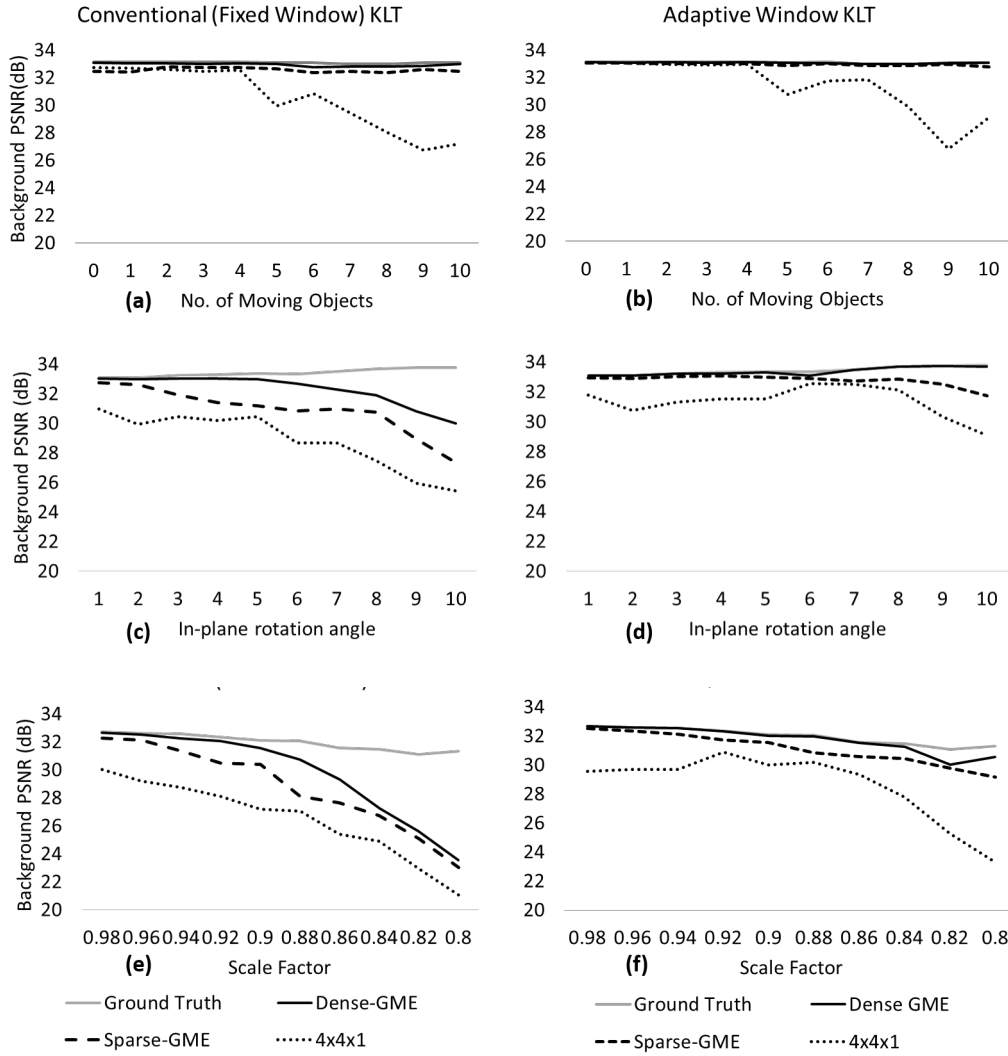 Conventional (Fixed Window) KLT
Adaptive Window KLT
Background PSNR(dB)
34
32
30
28
26
24
22
20
0 1 2 3 4 5 6 7 8 9 10
(a) No. of Moving Objects
Background PSNR (dB)
34
32
30
28
26
24
22
20
0 1 2 3 4 5 6 7 8 9 10
(b) No. of Moving Objects
Background PSNR (dB)
34
32
30
28
26
24
22
20
1 2 3 4 5 6 7 8 9 10
(c) In-plane rotation angle
34
32
30
28
26
24
22
20
1 2 3 4 5 6 7 8 9 10
(d) In-plane rotation angle
Background PSNR (dB)
34
32
30
28
26
24
22
20
0.98 0.96 0.94 0.92 0.9 0.88 0.86 0.84 0.82 0.8
(e) Scale Factor
Ground Truth Dense-GME
Sparse-GME 4x4x1
34
32
30
28
26
24
22
20
0.98 0.96 0.94 0.92 0.9 0.88 0.86 0.84 0.82 0.8
(f) Scale Factor
Ground Truth Dense GME
Sparse-GME 4x4x1